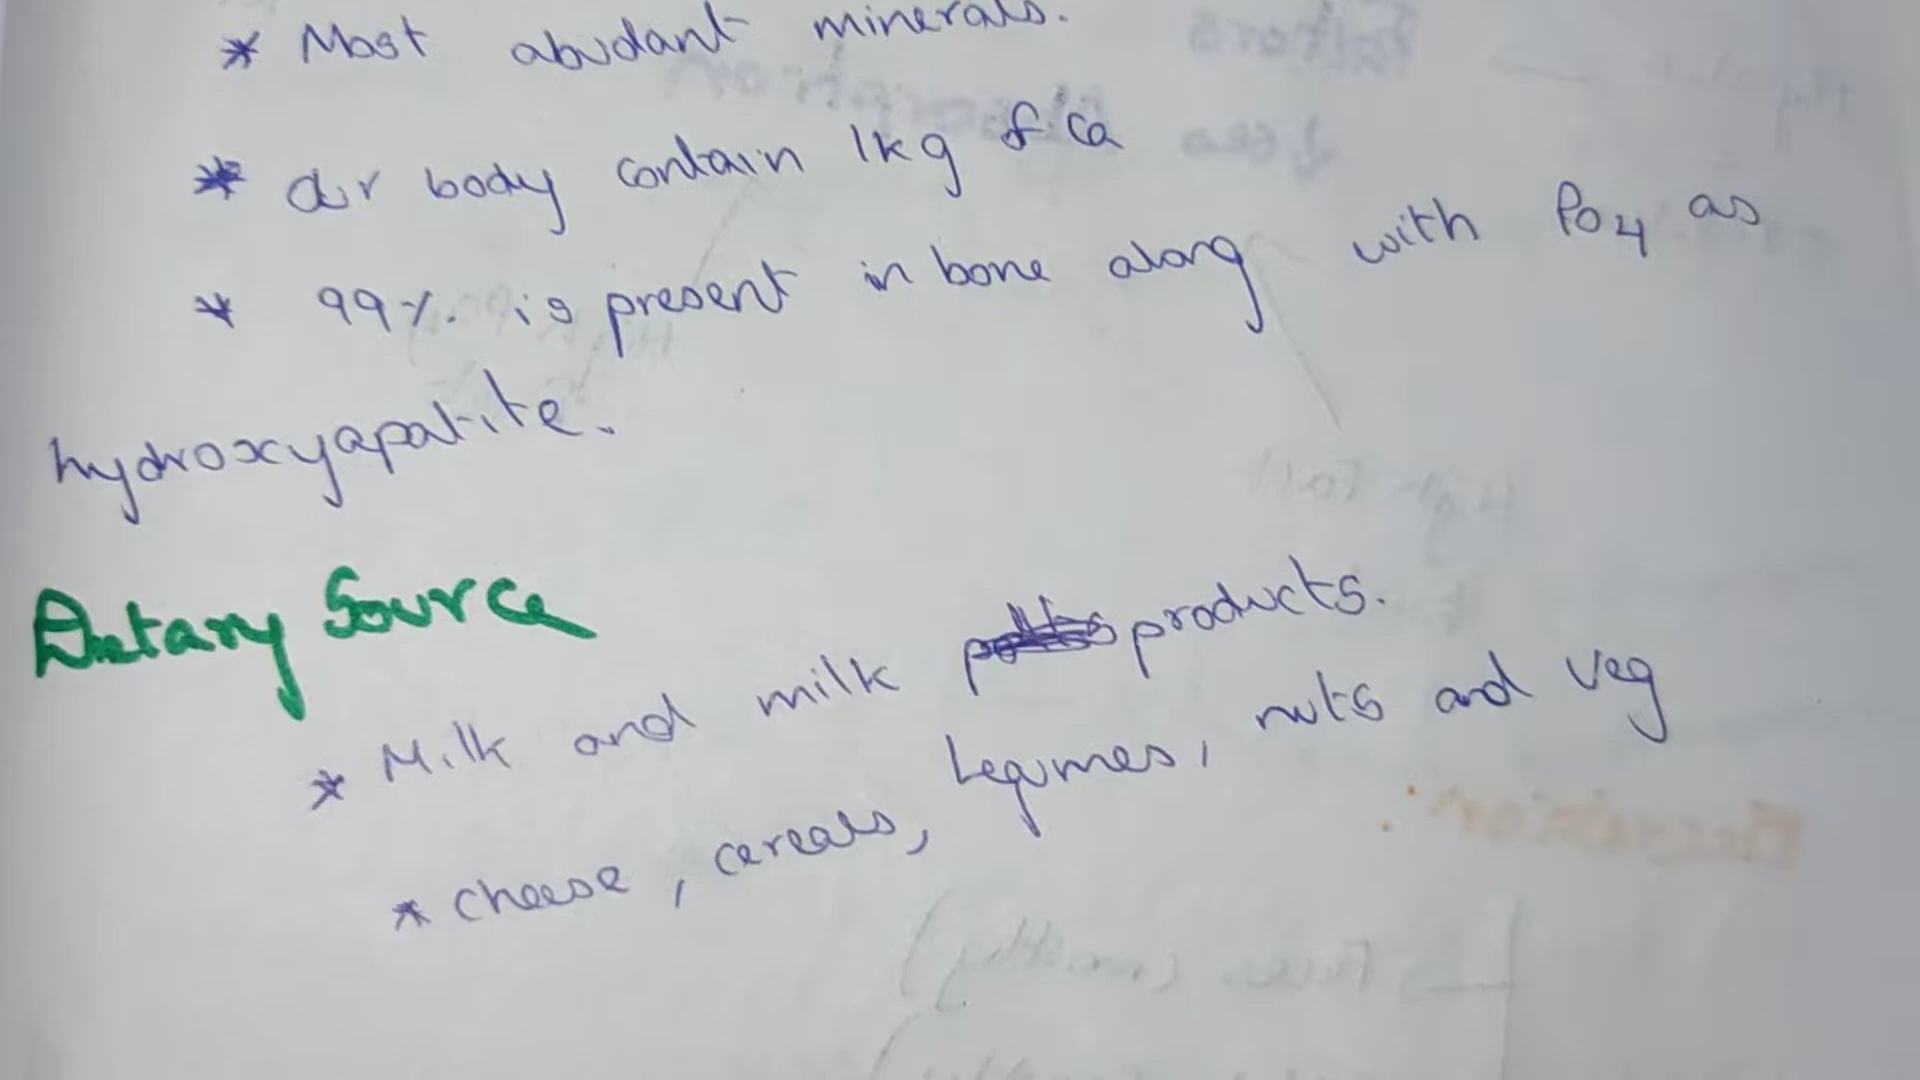 * Most abudant minerals.
* Our body contain 1kg of Ca
* 99%. is present in bone along with PO4 as
hydroxyapatite.
Dietary Source
* Milk and milk products.
* cheese, cereals, Legumes, nuts and veg